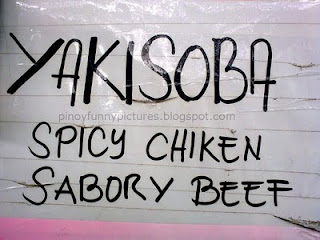 YAKISOBA
pinoyfunnypictures.blogspot.com
SPICY CHIKEN
SABORY BEEF